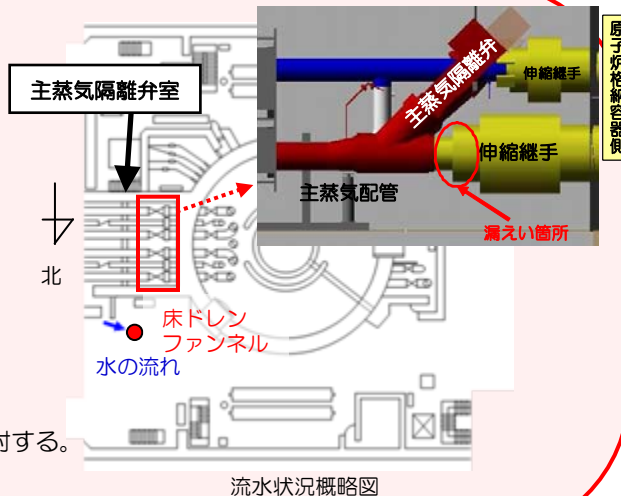 主蒸気隔離弁室
主蒸気隔離弁
伸縮継手
原子炉格納容器側
伸縮継手
主蒸気配管
漏えい箇所
北
床ドレン
ファンネル
水の流れ
討する。
流水状況概略図